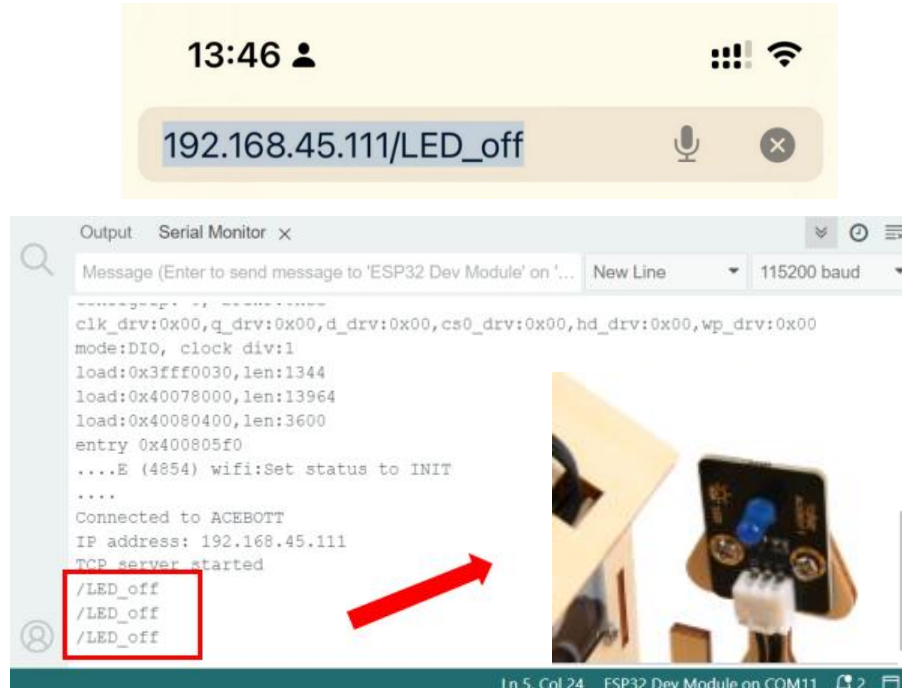 13:46
192.168.45.111/LED_off
Output Serial Monitor ×
Message (Enter to send message to 'ESP32 Dev Module' on '... New Line 115200 baud
clk_drv:0x00,q_drv:0x00,d_drv:0x00,cs0_drv:0x00,hd_drv:0x00,wp_drv:0x00
mode:DIO, clock div:1
load:0x3fff0030,len:1344
load:0x40078000,len:13964
load:0x40080400,len:3600
entry 0x400805f0
....E (4854) wifi:Set status to INIT
....
Connected to ACEBOTT
IP address: 192.168.45.111
TCP server started
/LED_off
/LED_off
/LED_off
Ln 5, Col 24 ESP32 Dev Module on COM11 2